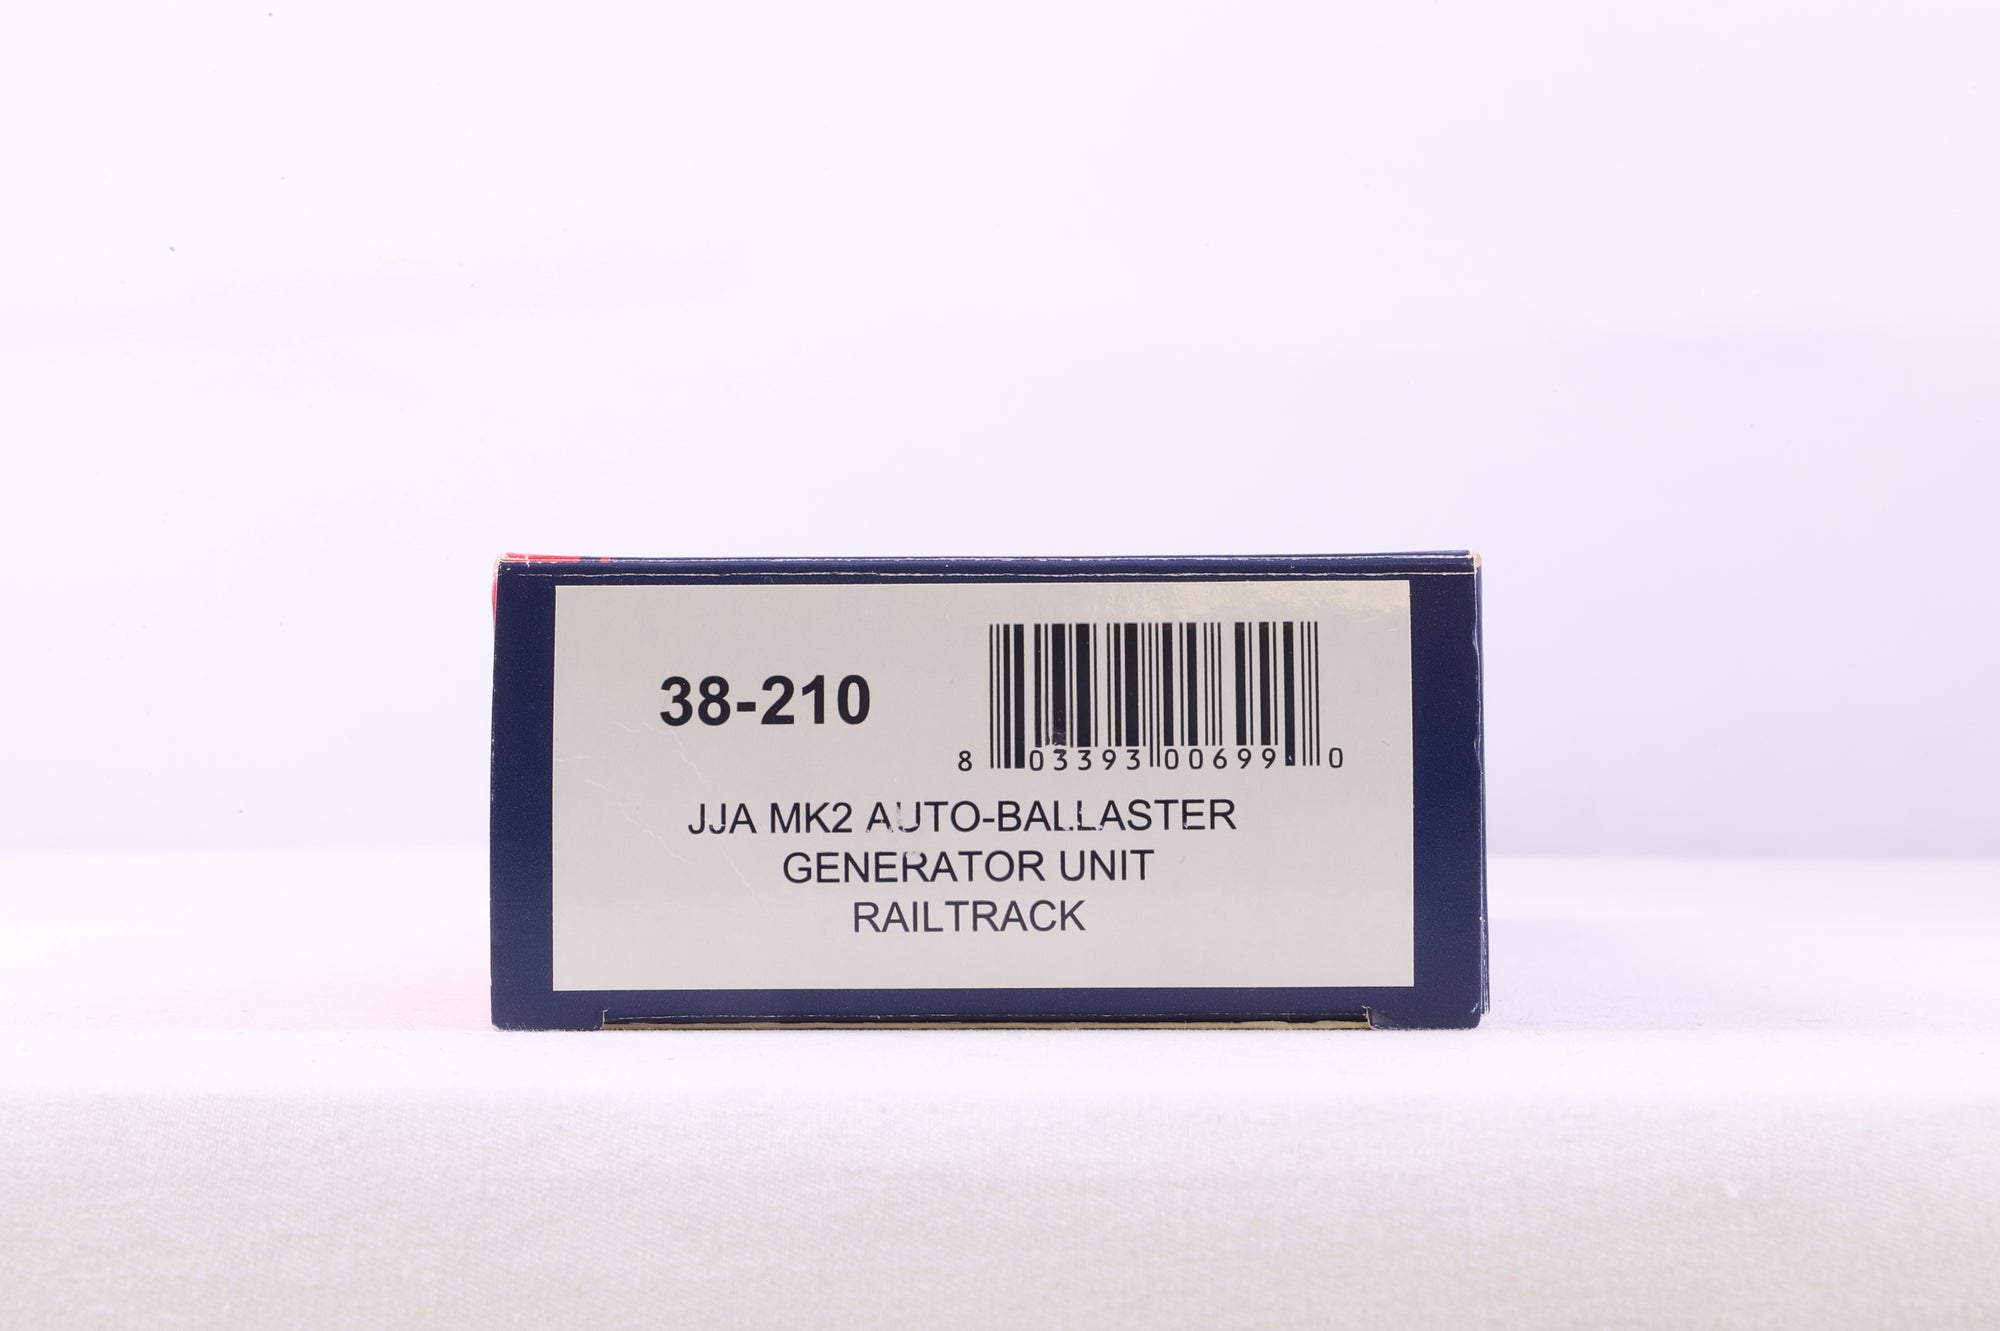 38-210
8 03393 00699 0
JJA MK2 AUTO-BALLASTER
GENERATOR UNIT
RAILTRACK